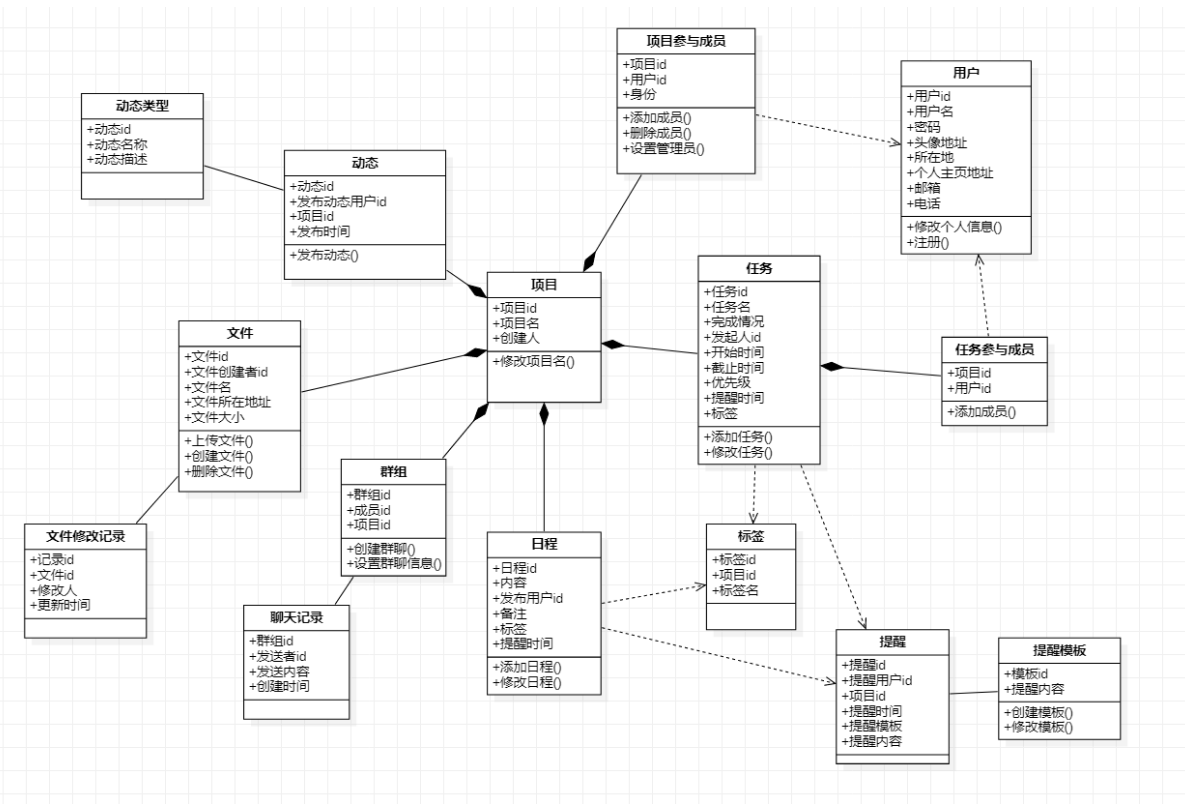 项目参与成员
+项目id
+用户id
+身份
+添加成员()
+删除成员()
+设置管理员()
用户
+用户id
+用户名
+密码
+头像地址
+所在地
+个人主页地址
+邮箱
+电话
+修改个人信息()
+注册()
动态类型
+动态id
+动态名称
+动态描述
动态
+动态id
+发布动态用户id
+项目id
+发布时间
+发布动态()
项目
+项目id
+项目名
+创建人
+修改项目名()
任务
+任务id
+任务名
+完成情况
+发起人id
+开始时间
+截止时间
+优先级
+提醒时间
+标签
+添加任务()
+修改任务()
任务参与成员
+项目id
+用户id
+添加成员()
文件
+文件id
+文件创建者id
+文件名
+文件所在地址
+文件大小
+上传文件()
+创建文件()
+删除文件()
群组
+群组id
+成员id
+项目id
+创建群聊()
+设置群聊信息()
文件修改记录
+记录id
+文件id
+修改人
+更新时间
日程
+日程id
+内容
+发布用户id
+备注
+标签
+提醒时间
+添加日程()
+修改日程()
标签
+标签id
+项目id
+标签名
聊天记录
+群组id
+发送者id
+发送内容
+创建时间
提醒
+提醒id
+提醒用户id
+项目id
+提醒时间
+提醒模板
+提醒内容
提醒模板
+模板id
+提醒内容
+创建模板()
+修改模板()